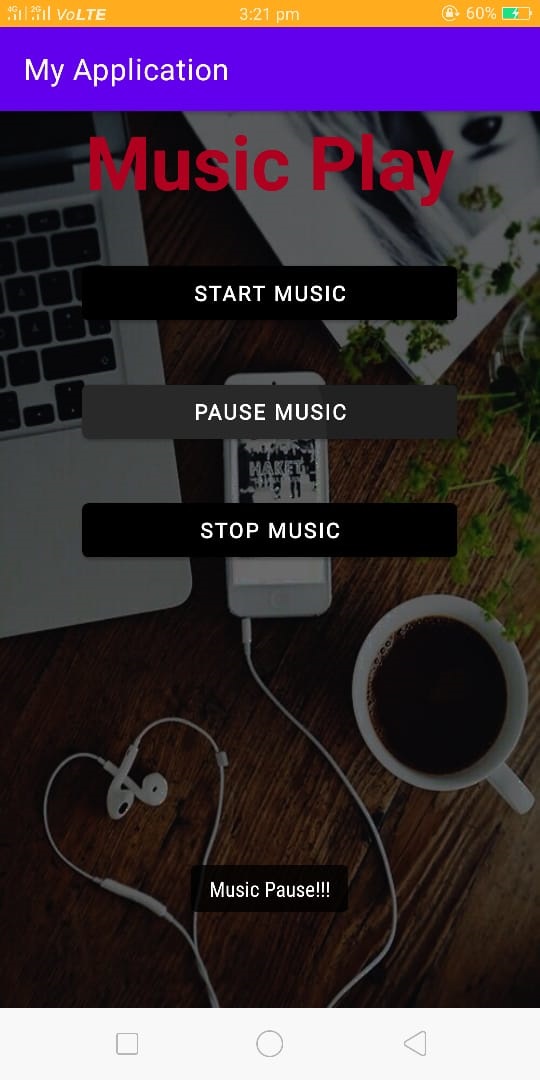 4G 2G VoLTE 3:21 pm 60%
My Application
Music Play
START MUSIC
PAUSE MUSIC
HAKET
STOP MUSIC
Music Pause!!!